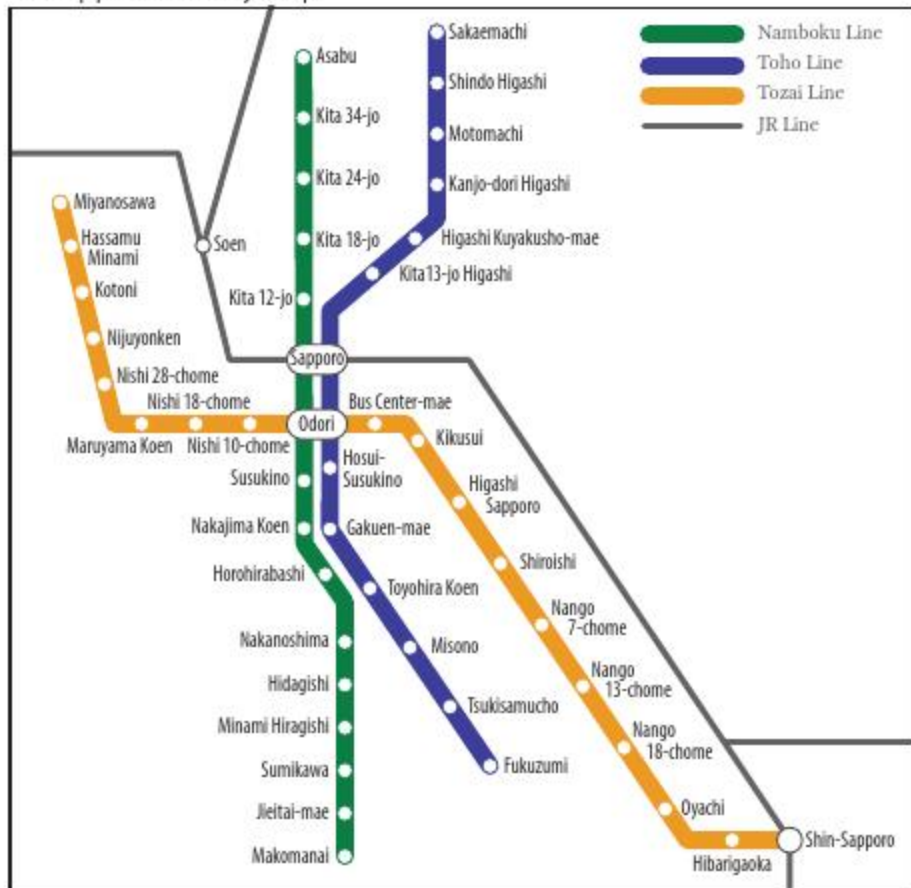 Namboku Line
Toho Line
Tozai Line
JR Line
Sakaemachi
Asabu
Shindo Higashi
Kita 34-jo
Motomachi
Kita 24-jo
Kanjo-dori Higashi
Miyanosawa
Soen
Kita 18-jo
Higashi Kuyakusho-mae
Hassamu
Minami
Kita13-jo Higashi
Kotoni
Kita 12-jo
Nijuyonken
Sapporo
Nishi 28-chome
Nishi 18-chome
Bus Center-mae
Odori
Maruyama Koen
Nishi 10-chome
Kikusui
Susukino
Hosui-
Susukino
Higashi
Sapporo
Nakajima Koen
Gakuen-mae
Shiroishi
Horohirabashi
Toyohira Koen
Nango
7-chome
Nakanoshima
Misono
Nango
13-chome
Hidagishi
Tsukisamucho
Minami Hiragishi
Nango
18-chome
Sumikawa
Fukuzumi
Jieitai-mae
Oyachi
Makomanai
Hibarigaoka
Shin-Sapporo